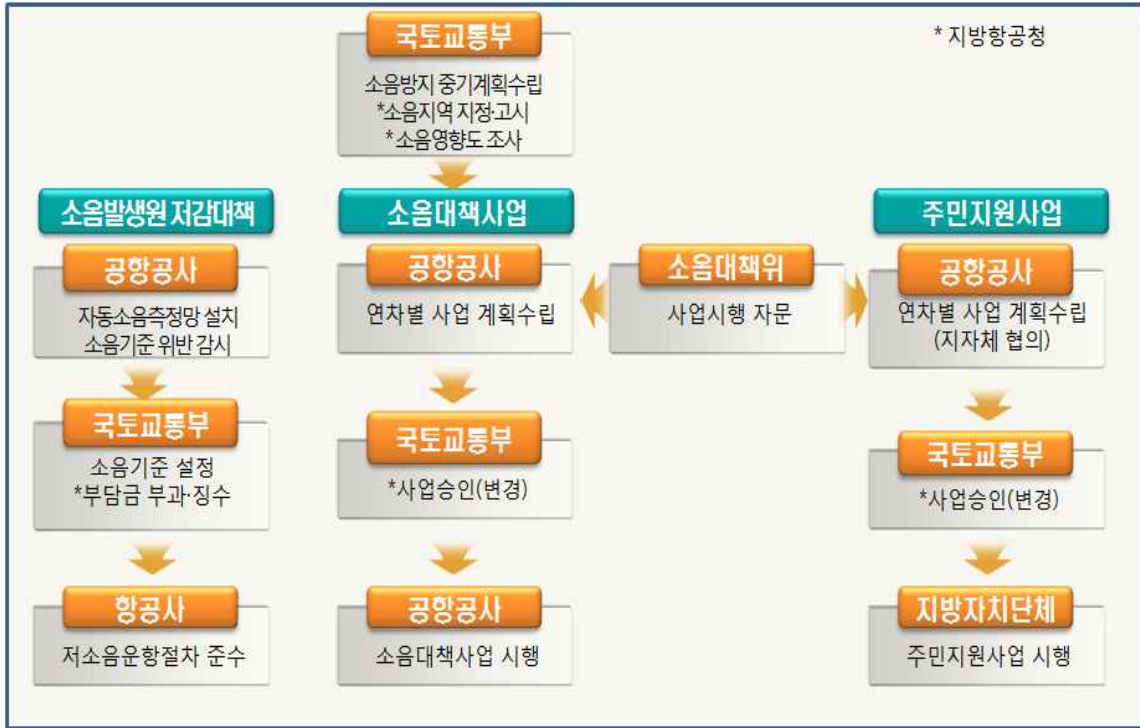 국토교통부
* 지방항공청
소음방지 중기계획수립
*소음지역 지정·고시
*소음영향도 조사
소음발생원 저감대책
공항공사
자동소음측정망 설치
소음기준 위반 감시
국토교통부
소음기준 설정
*부담금 부과·징수
항공사
저소음운항절차 준수
소음대책사업
공항공사
연차별 사업 계획수립
국토교통부
*사업승인(변경)
공항공사
소음대책사업 시행
소음대책위
사업시행 자문
주민지원사업
공항공사
연차별 사업 계획수립
(지자체 협의)
국토교통부
*사업승인(변경)
지방자치단체
주민지원사업 시행